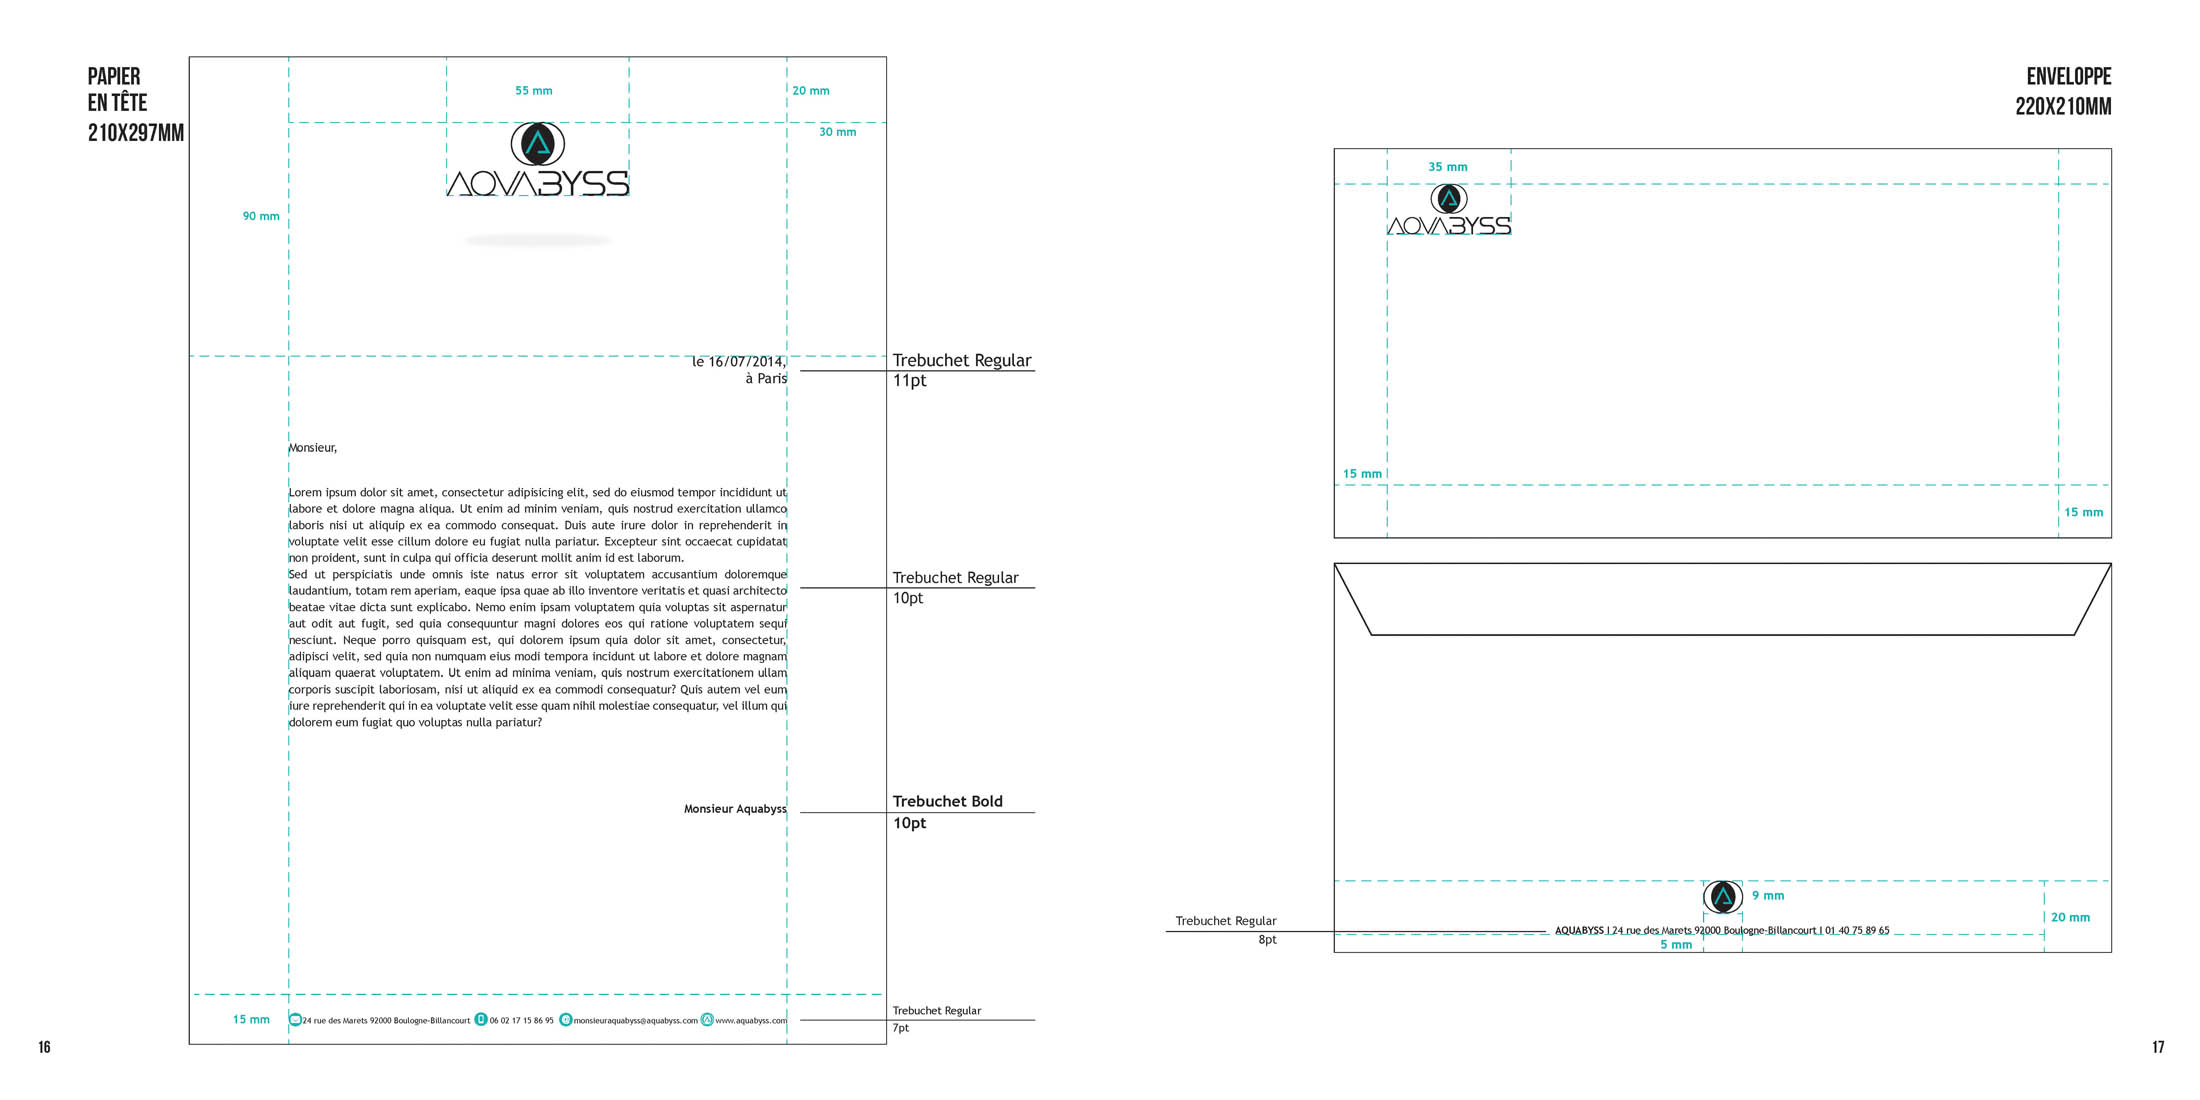 PAPIER
EN TÊTE
210X297MM
55 mm
20 mm
30 mm
AQUABYSS
90 mm
le 16/07/2014,
à Paris
Trebuchet Regular
11pt
Monsieur,
Lorem ipsum dolor sit amet, consectetur adipisicing elit, sed do eiusmod tempor incididunt ut
labore et dolore magna aliqua. Ut enim ad minim veniam, quis nostrud exercitation ullamco
laboris nisi ut aliquip ex ea commodo consequat. Duis aute irure dolor in reprehenderit in
voluptate velit esse cillum dolore eu fugiat nulla pariatur. Excepteur sint occaecat cupidatat
non proident, sunt in culpa qui officia deserunt mollit anim id est laborum.
Sed ut perspiciatis unde omnis iste natus error sit voluptatem accusantium doloremque
laudantium, totam rem aperiam, eaque ipsa quae ab illo inventore veritatis et quasi architecto
beatae vitae dicta sunt explicabo. Nemo enim ipsam voluptatem quia voluptas sit aspernatur
aut odit aut fugit, sed quia consequuntur magni dolores eos qui ratione voluptatem sequi
nesciunt. Neque porro quisquam est, qui dolorem ipsum quia dolor sit amet, consectetur,
adipisci velit, sed quia non numquam eius modi tempora incidunt ut labore et dolore magnam
aliquam quaerat voluptatem. Ut enim ad minima veniam, quis nostrum exercitationem ullam
corporis suscipit laboriosam, nisi ut aliquid ex ea commodi consequatur? Quis autem vel eum
iure reprehenderit qui in ea voluptate velit esse quam nihil molestiae consequatur, vel illum qui
dolorem eum fugiat quo voluptas nulla pariatur?
Trebuchet Regular
10pt
Monsieur Aquabyss
Trebuchet Bold
10pt
15 mm
24 rue des Marets 92000 Boulogne-Billancourt 06 02 17 15 86 95 monsieuraquabyss@aquabyss.com www.aquabyss.com
Trebuchet Regular
7pt
16
ENVELOPPE
220X210MM
35 mm
AQUABYSS
15 mm
15 mm
9 mm
20 mm
Trebuchet Regular
8pt
AQUABYSS I 24 rue des Marets 92000 Boulogne-Billancourt I 01 40 75 89 65
5 mm
17